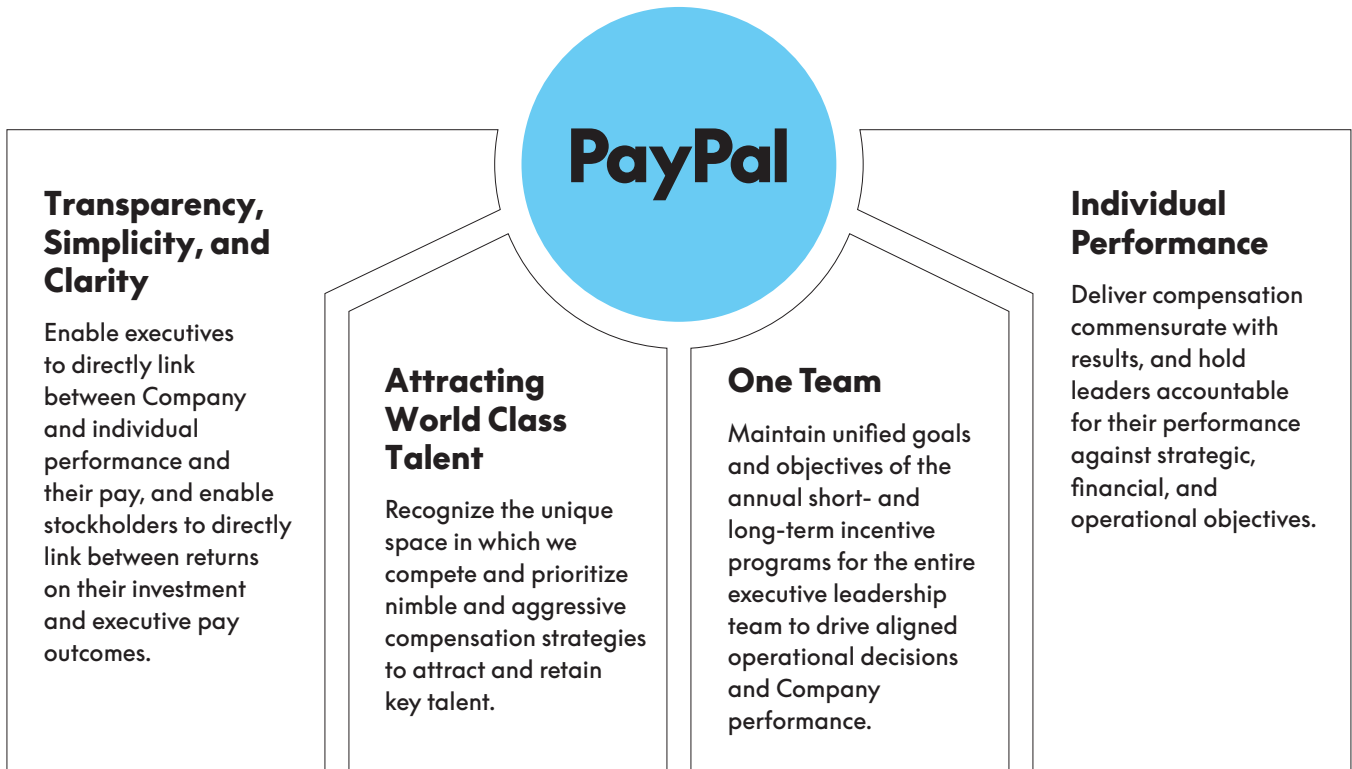 PayPal
Transparency,
Simplicity, and
Clarity
Enable executives
to directly link
between Company
and individual
performance and
their pay, and enable
stockholders to directly
link between returns
on their investment
and executive pay
outcomes.
Attracting
World Class
Talent
Recognize the unique
space in which we
compete and prioritize
nimble and aggressive
compensation strategies
to attract and retain
key talent.
One Team
Maintain unified goals
and objectives of the
annual short- and
long-term incentive
programs for the entire
executive leadership
team to drive aligned
operational decisions
and Company
performance.
Individual
Performance
Deliver compensation
commensurate with
results, and hold
leaders accountable
for their performance
against strategic,
financial, and
operational objectives.